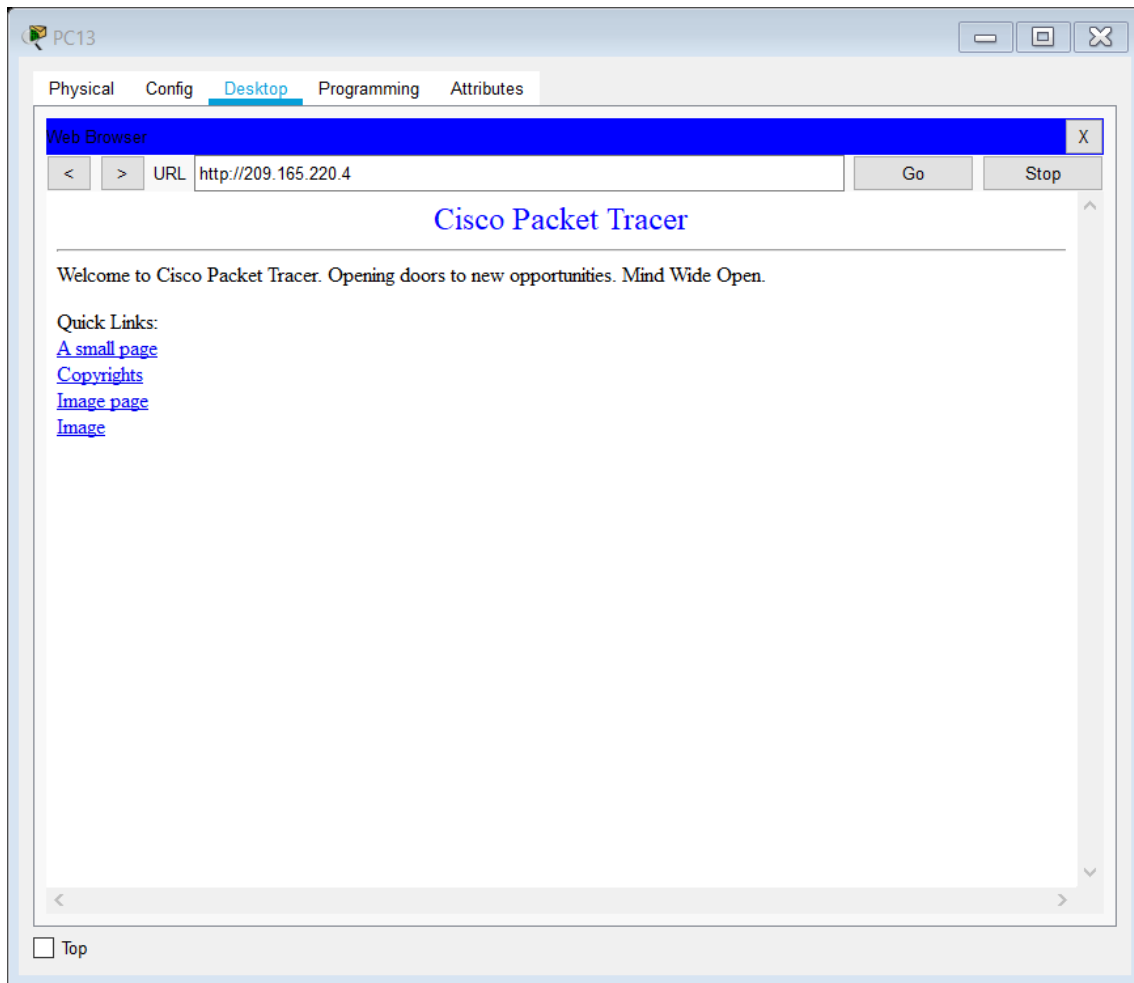 PC13
Physical Config Desktop Programming Attributes
Web Browser
X
< > URL http://209.165.220.4 Go Stop
Cisco Packet Tracer
Welcome to Cisco Packet Tracer. Opening doors to new opportunities. Mind Wide Open.
Quick Links:
A small page
Copyrights
Image page
Image
Top